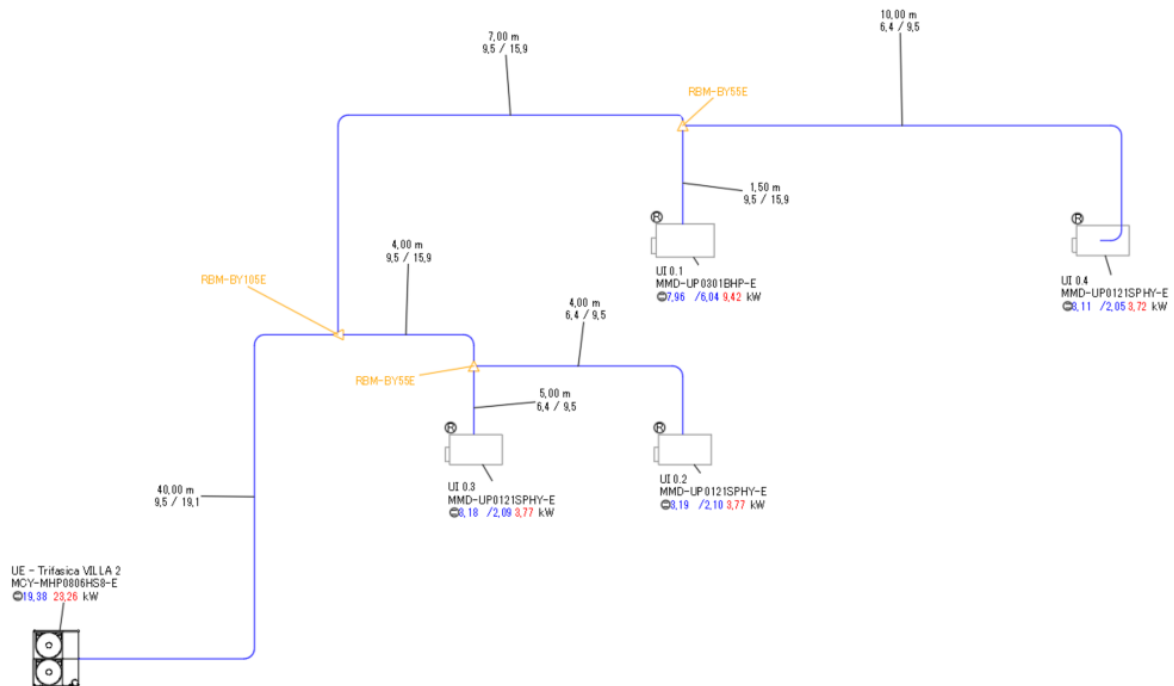 7,00 m
9,5 / 15,9
10,00 m
6,4 / 9,5
RBM-BY55E
1,50 m
9,5 / 15,9
UI 0.1
MMD-UP0301BHP-E
7,96 /6,04 9,42 kW
UI 0.4
MMD-UP0121SPHY-E
3,11 /2,05 3,72 kW
4,00 m
9,5 / 15,9
RBM-BY105E
4,00 m
6,4 / 9,5
RBM-BY55E
5,00 m
6,4 / 9,5
UI 0.3
MMD-UP0121SPHY-E
3,18 /2,09 3,77 kW
UI 0.2
MMD-UP0121SPHY-E
3,19 /2,10 3,77 kW
40,00 m
9,5 / 19,1
UE - Trifasica VILLA 2
MCY-MHP0806HS8-E
19,38 23,26 kW
R
R
R
R